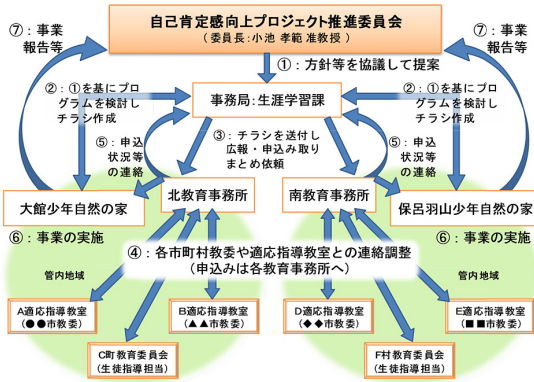 自己肯定感向上プロジェクト推進委員会
(委員長:小池 孝範 准教授)
⑦:事業
報告等
⑦:事業
報告等
①:方針等を協議して提案
②:①を基にプロ
グラムを検討し
チラシ作成
事務局:生涯学習課
②:①を基にプロ
グラムを検討し
チラシ作成
③:チラシを送付し
広報・申込み取り
まとめ依頼
⑤:申込
状況等
の連絡
⑤:申込
状況等
の連絡
大館少年自然の家
北教育事務所
南教育事務所
保呂羽山少年自然の家
⑥:事業の実施
⑥:事業の実施
④:各市町村教委や適応指導教室との連絡調整
(申込みは各教育事務所へ)
管内地域
管内地域
A適応指導教室
(●●市教委)
B適応指導教室
(▲▲市教委)
D適応指導教室
(◆◆市教委)
E適応指導教室
(■■市教委)
C町教育委員会
(生徒指導担当)
F村教育委員会
(生徒指導担当)